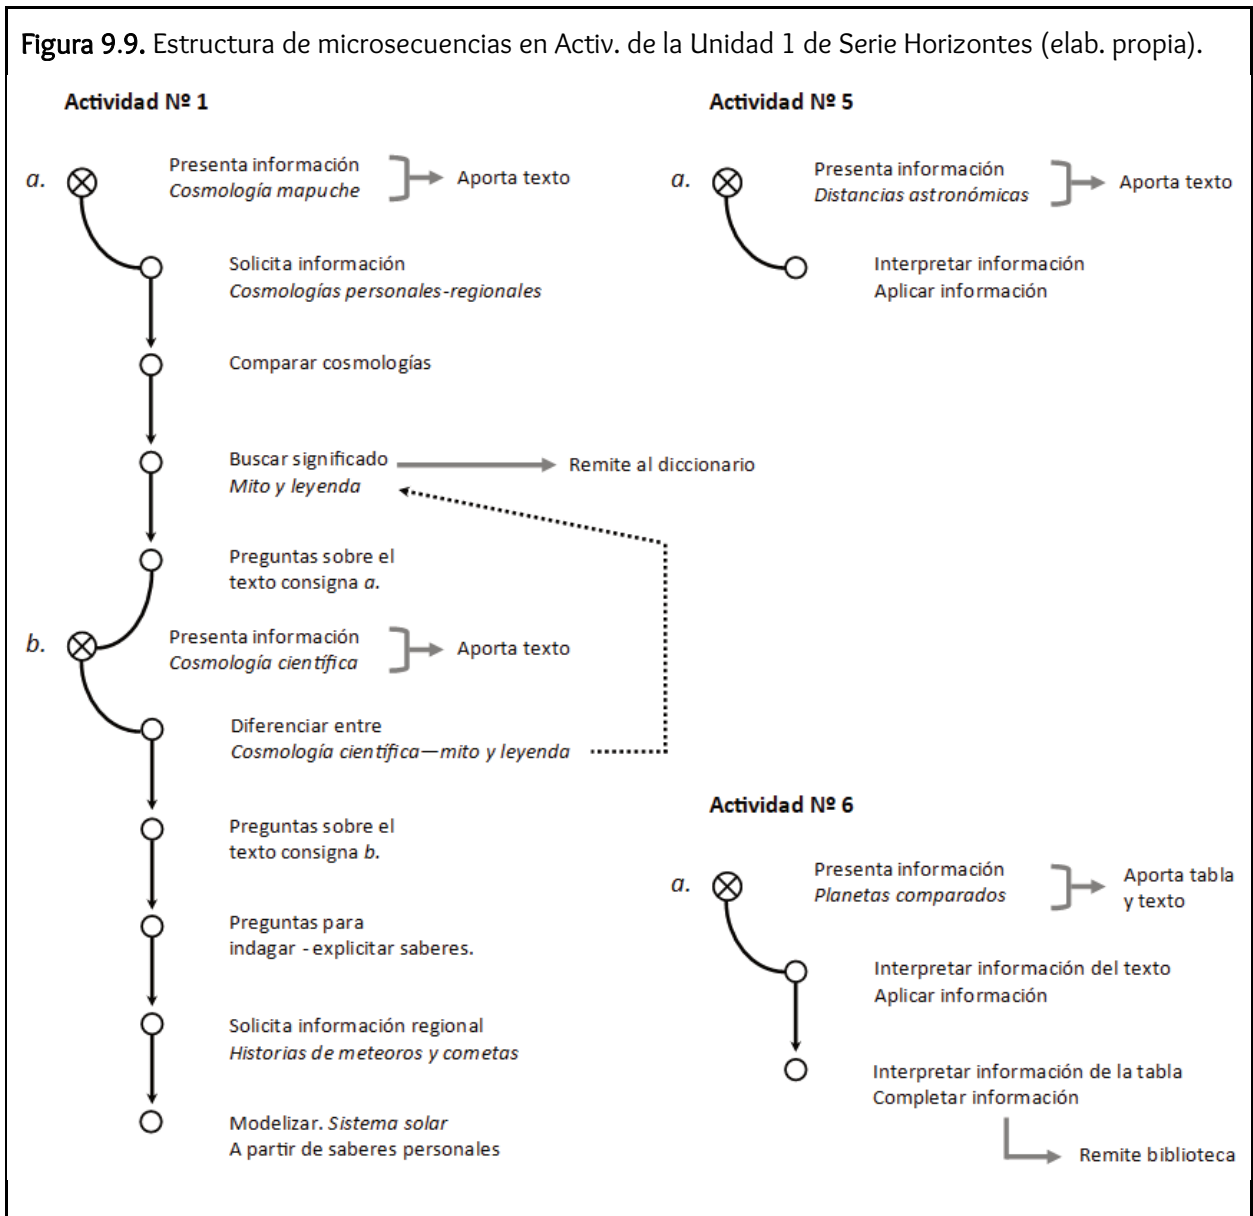 Figura 9.9. Estructura de microsecuencias en Activ. de la Unidad 1 de Serie Horizontes (elab. propia).
Actividad Nº 1
a.
Presenta información
Cosmología mapuche
Aporta texto
Solicita información
Cosmologías personales-regionales
Comparar cosmologías
Buscar significado
Mito y leyenda
Remite al diccionario
Preguntas sobre el
texto consigna a.
b.
Presenta información
Cosmología científica
Aporta texto
Diferenciar entre
Cosmología científica—mito y leyenda
Preguntas sobre el
texto consigna b.
Preguntas para
indagar - explicitar saberes.
Solicita información regional
Historias de meteoros y cometas
Modelizar. Sistema solar
A partir de saberes personales
Actividad Nº 5
a.
Presenta información
Distancias astronómicas
Aporta texto
Interpretar información
Aplicar información
Actividad Nº 6
a.
Presenta información
Planetas comparados
Aporta tabla
y texto
Interpretar información del texto
Aplicar información
Interpretar información de la tabla
Completar información
Remite biblioteca